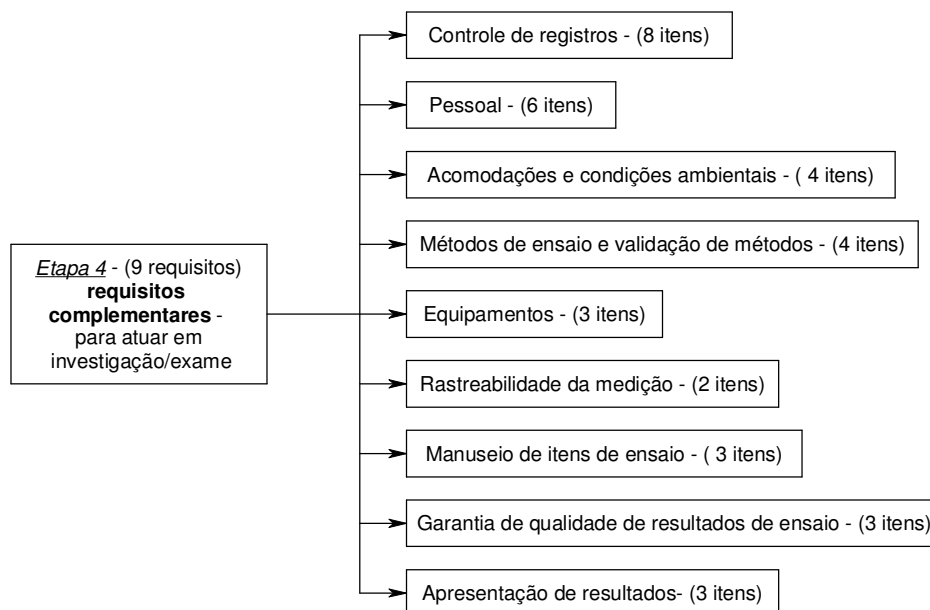 Controle de registros - (8 itens)
Pessoal - (6 itens)
Acomodações e condições ambientais - ( 4 itens)
Métodos de ensaio e validação de métodos - (4 itens)
Etapa 4 - (9 requisitos)
requisitos
complementares -
para atuar em
investigação/exame
Equipamentos - (3 itens)
Rastreabilidade da medição - (2 itens)
Manuseio de itens de ensaio - ( 3 itens)
Garantia de qualidade de resultados de ensaio - (3 itens)
Apresentação de resultados- (3 itens)